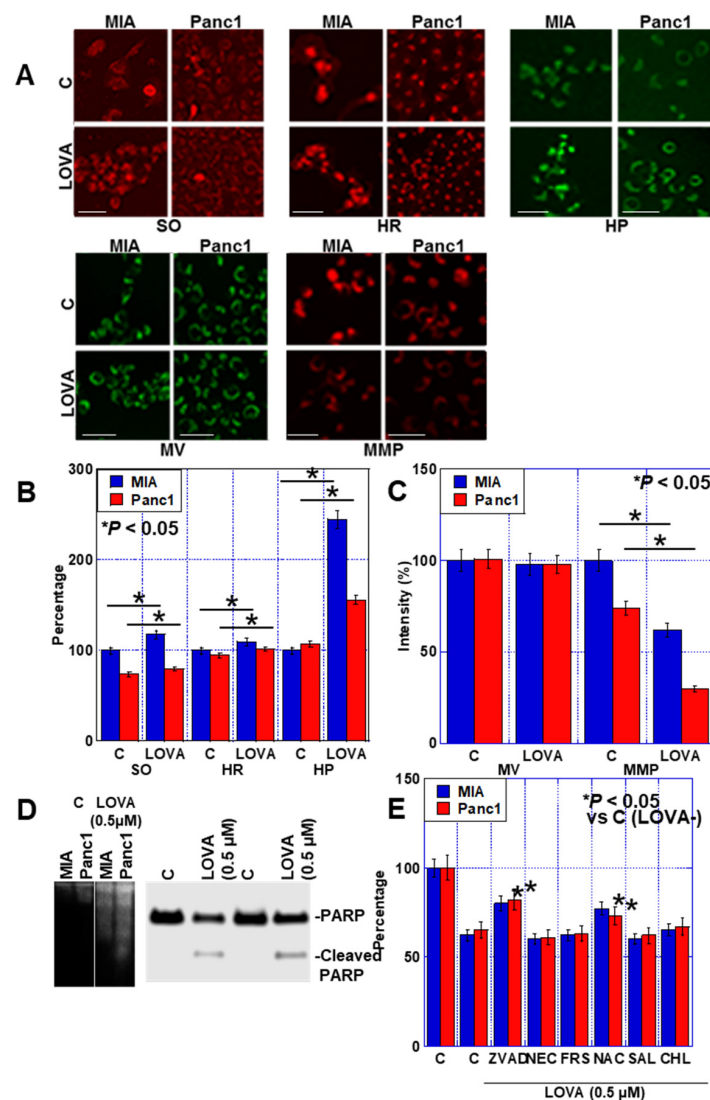 MIA Panc1 MIA Panc1 MIA Panc1
A
C
LOVA
SO HR HP
MIA Panc1 MIA Panc1
C
LOVA
MV MMP
B
300
200
100
0
Percentage
MIA
Panc1
*P < 0.05
* * * * * *
C LOVA C LOVA C LOVA
SO HR HP
C
150
100
50
0
Intensity (%)
MIA
Panc1
*P < 0.05
*
*
C LOVA C LOVA
MV MMP
D
C LOVA
(0.5µM)
MIA Panc1 MIA Panc1
C LOVA (0.5 µM) C LOVA (0.5 µM)
-PARP
-Cleaved
PARP
E
150
100
50
0
Percentage
MIA
Panc1
*P < 0.05
vs C (LOVA-)
** **
C C ZVAD NEC FRS NAC SAL CHL
LOVA (0.5 µM)